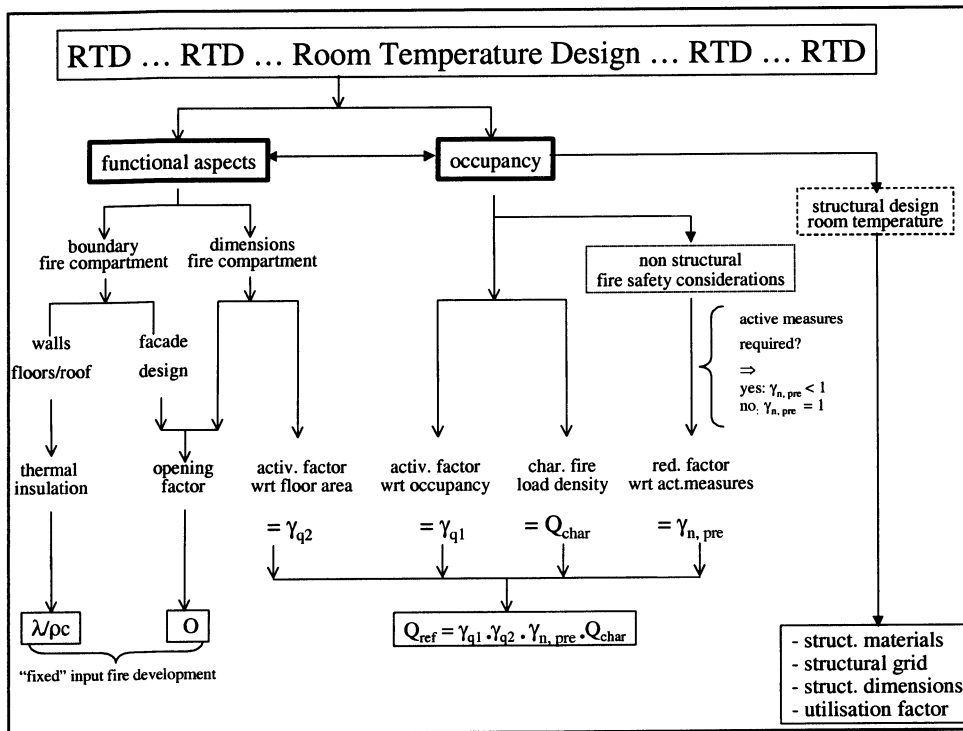 RTD ... RTD ... Room Temperature Design ... RTD ... RTD
functional aspects
occupancy
structural design
room temperature
boundary
fire compartment
dimensions
fire compartment
non structural
fire safety considerations
walls
floors/roof
facade
design
active measures
required?
⇒
yes: γn, pre < 1
no: γn, pre = 1
thermal
insulation
opening
factor
activ. factor
wrt floor area
= γq2
activ. factor
wrt occupancy
= γq1
char. fire
load density
= Qchar
red. factor
wrt act.measures
= γn, pre
λ/ρc
O
Qref = γq1 . γq2 . γn, pre . Qchar
"fixed" input fire development
- struct. materials
- structural grid
- struct. dimensions
- utilisation factor